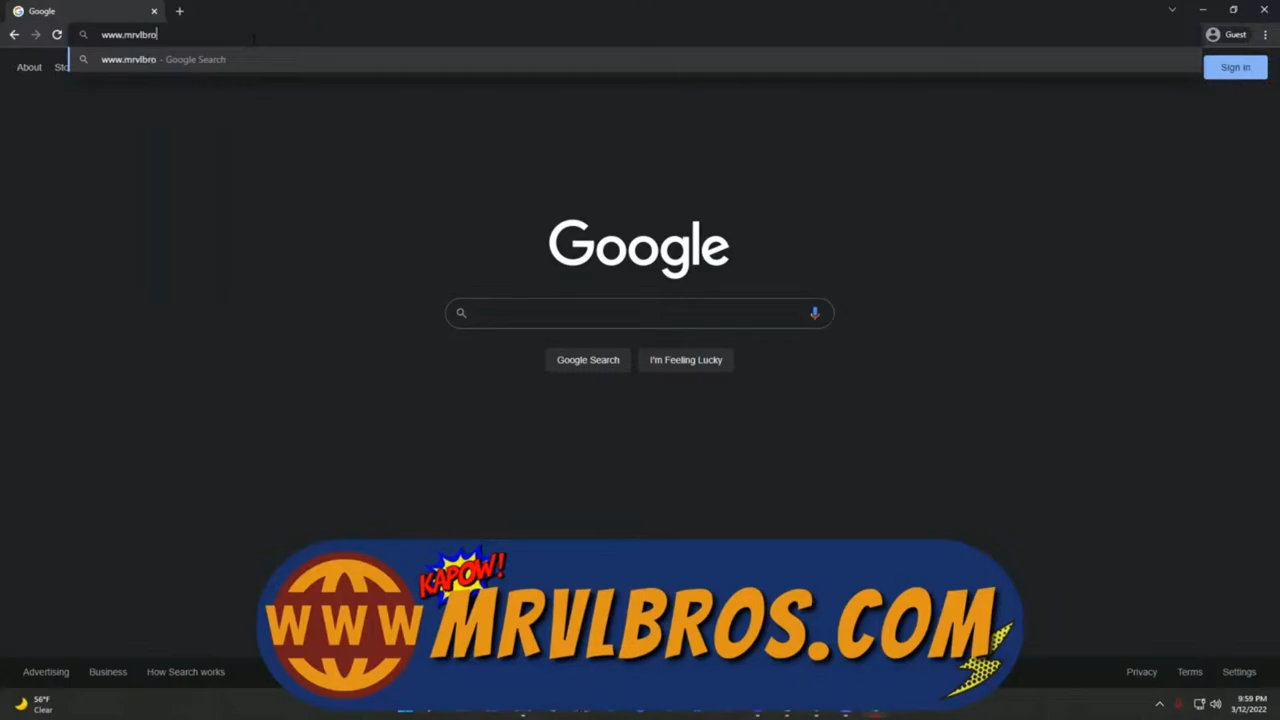 Google
www.mrvlbro
Guest
www.mrvlbro - Google Search
About Sto
Sign in
Google
Google Search I'm Feeling Lucky
KAPOW!
WWW MRVLBROS.COM
Advertising Business How Search works
Privacy Terms Settings
56°F
Clear
9:59 PM
3/12/2022